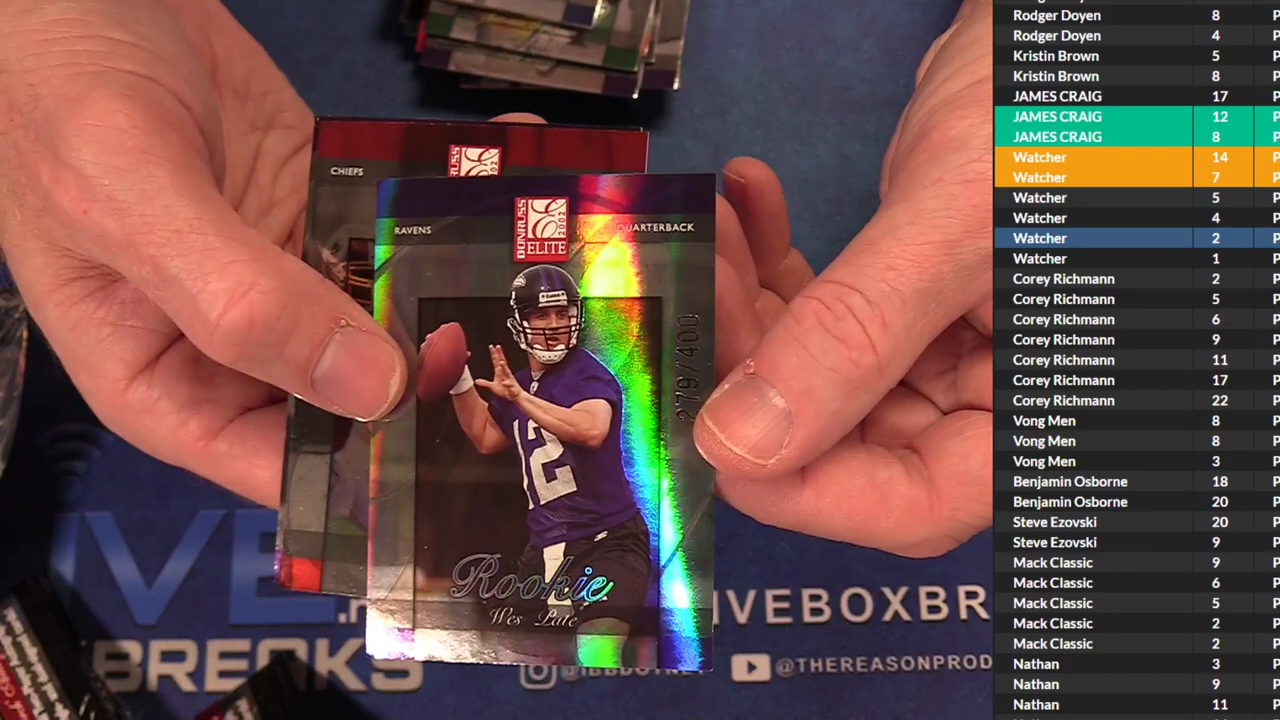 CHIEFS
2002
RAVENS
DONRUSS
2002
ELITE
QUARTERBACK
279/400
12
Rookie
Wes Pate
IVE
BREAKS
IVEBOXBR
@THEREASONPROD
Rodger Doyen 8 P
Rodger Doyen 4 P
Kristin Brown 5 P
Kristin Brown 8 P
JAMES CRAIG 17 P
JAMES CRAIG 12 P
JAMES CRAIG 8 P
Watcher 14 P
Watcher 7 P
Watcher 5 P
Watcher 4 P
Watcher 2 P
Watcher 1 P
Corey Richmann 2 P
Corey Richmann 5 P
Corey Richmann 6 P
Corey Richmann 9 P
Corey Richmann 11 P
Corey Richmann 17 P
Corey Richmann 22 P
Vong Men 8 P
Vong Men 8 P
Vong Men 3 P
Benjamin Osborne 18 P
Benjamin Osborne 20 P
Steve Ezovski 20 P
Steve Ezovski 9 P
Mack Classic 9 P
Mack Classic 6 P
Mack Classic 5 P
Mack Classic 2 P
Mack Classic 2 P
Nathan 3 P
Nathan 9 P
Nathan 11 P